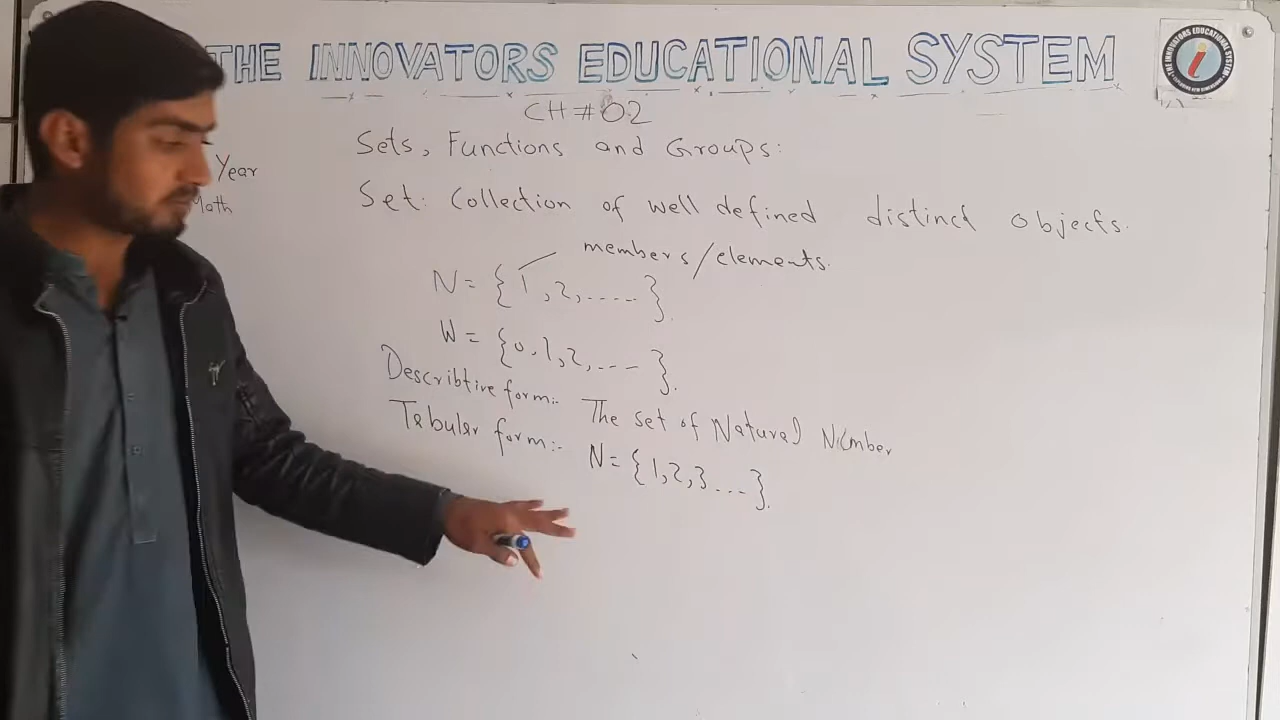 THE INNOVATORS EDUCATIONAL SYSTEM
CH # 02
Sets, Functions and Groups:
Year
Math
Set: Collection of well defined distinct objects.
members/elements.
N = {1, 2, .....}.
W = {0, 1, 2, ....}.
Describtive form:- The set of Natural Number
Tabular form:- N = {1, 2, 3 ....}.